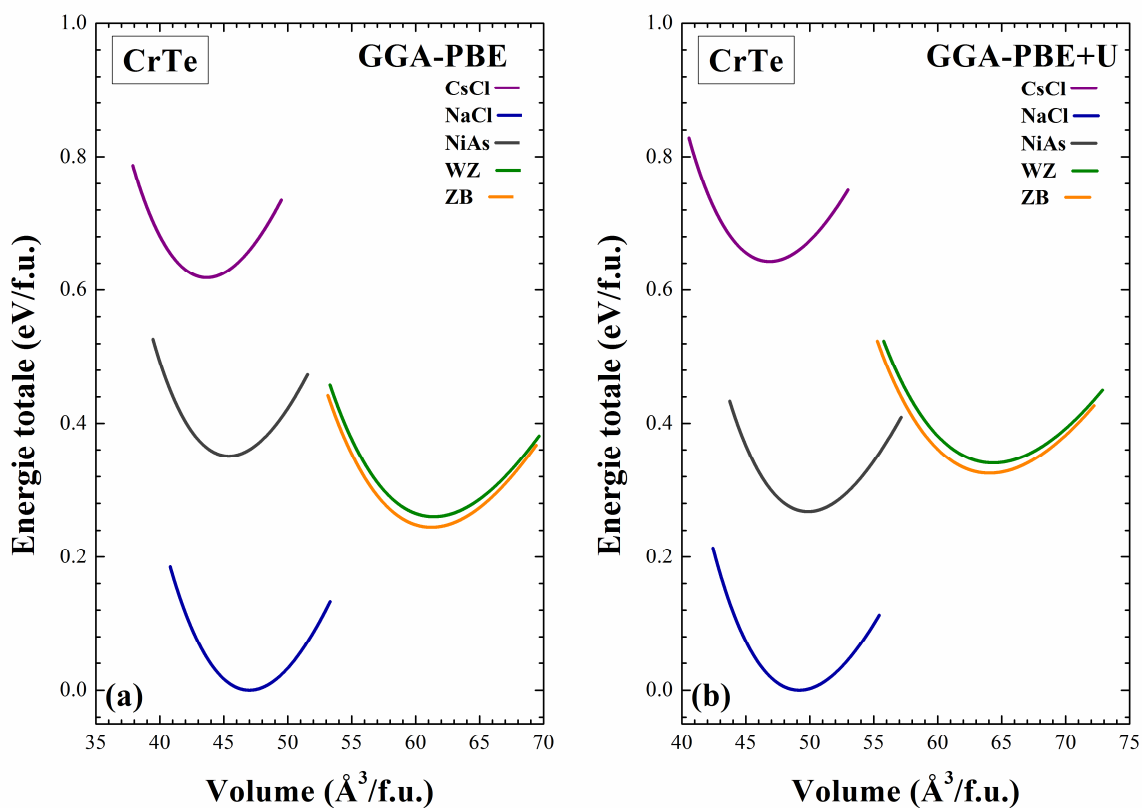 CrTe
GGA-PBE
CsCl
NaCl
NiAs
WZ
ZB
1.0
0.8
0.6
0.4
0.2
0.0
Energie totale (eV/f.u.)
(a)
35 40 45 50 55 60 65 70
Volume (Å³/f.u.)
CrTe
GGA-PBE+U
CsCl
NaCl
NiAs
WZ
ZB
1.0
0.8
0.6
0.4
0.2
0.0
Energie totale (eV/f.u.)
(b)
40 45 50 55 60 65 70 75
Volume (Å³/f.u.)